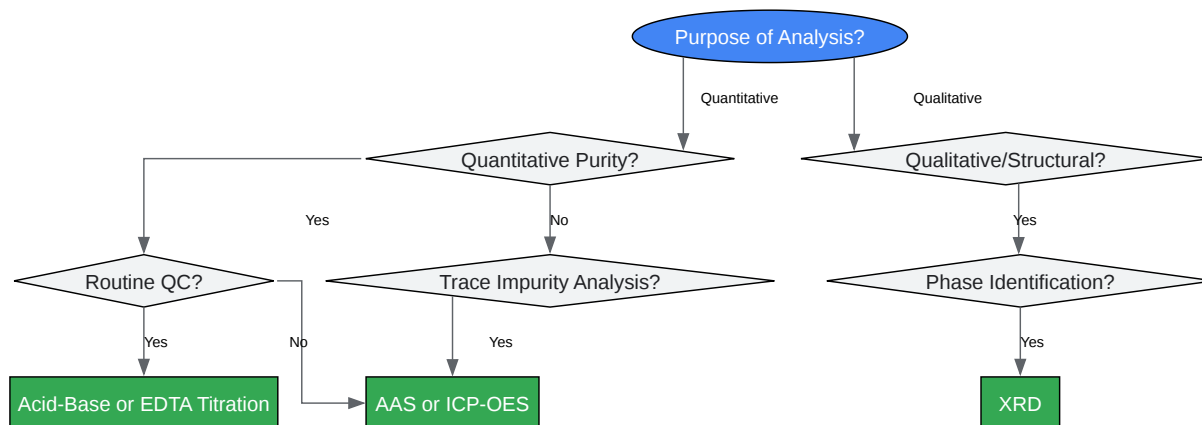 Purpose of Analysis?
Quantitative
Qualitative
Quantitative Purity?
Qualitative/Structural?
Yes
No
Yes
Routine QC?
Trace Impurity Analysis?
Phase Identification?
Yes
No
Yes
Yes
Acid-Base or EDTA Titration
AAS or ICP-OES
XRD